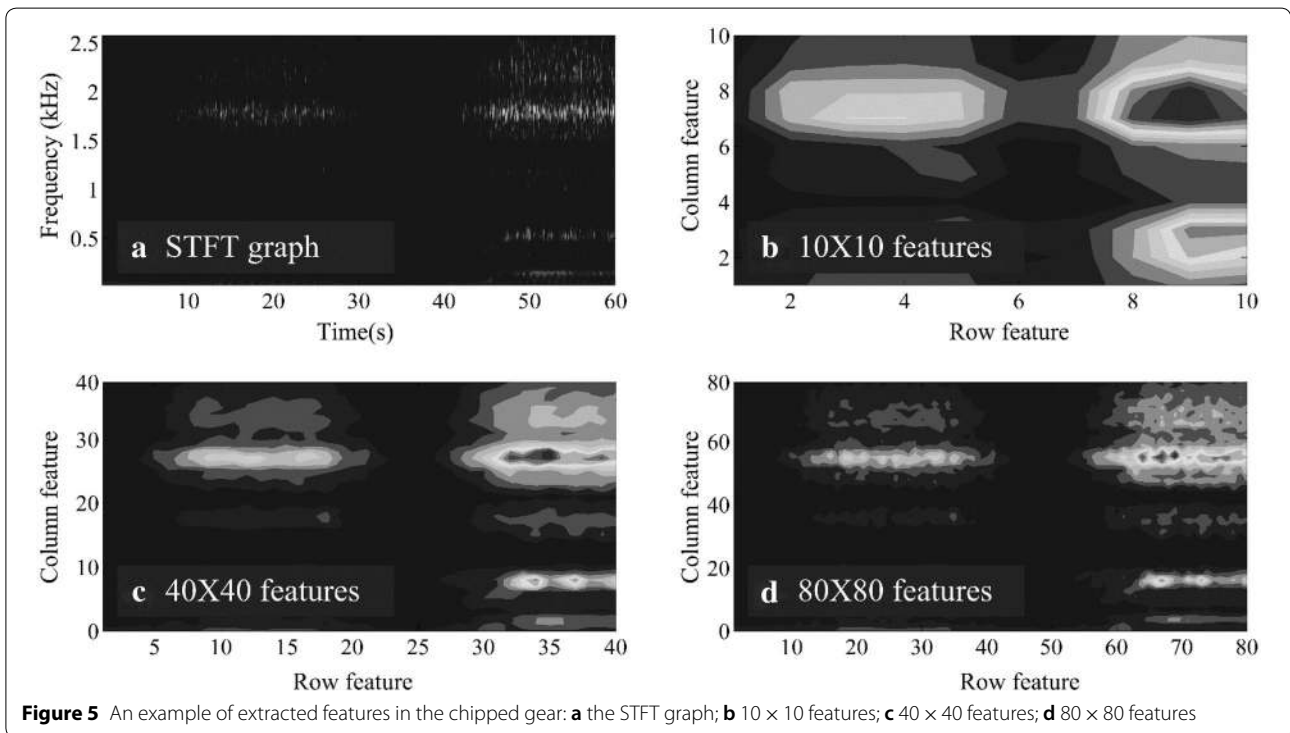 2.5
2
1.5
1
0.5
Frequency (kHz)
a STFT graph
10 20 30 40 50 60
Time(s)
10
8
6
4
2
Column feature
b 10X10 features
2 4 6 8 10
Row feature
40
30
20
10
0
Column feature
c 40X40 features
5 10 15 20 25 30 35 40
Row feature
80
60
40
20
0
Column feature
d 80X80 features
10 20 30 40 50 60 70 80
Row feature
Figure 5 An example of extracted features in the chipped gear: a the STFT graph; b 10 × 10 features; c 40 × 40 features; d 80 × 80 features